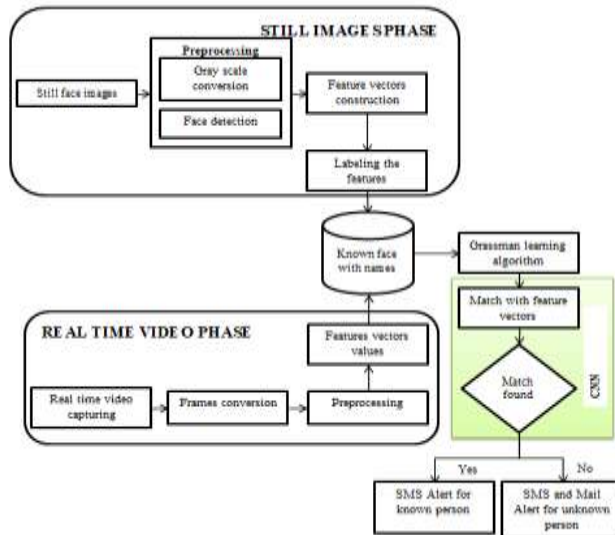 STILL IMAGES PHASE
Preprocessing
Gray scale
conversion
Still face images
Face detection
Feature vectors
construction
Labeling the
features
Known face
with names
Grassman learning
algorithm
Match with feature
vectors
Match
found
CNN
REAL TIME VIDEO PHASE
Features vectors
values
Real time video
capturing
Frames conversion
Preprocessing
Yes
No
SMS Alert for
known person
SMS and Mail
Alert for unknown
person